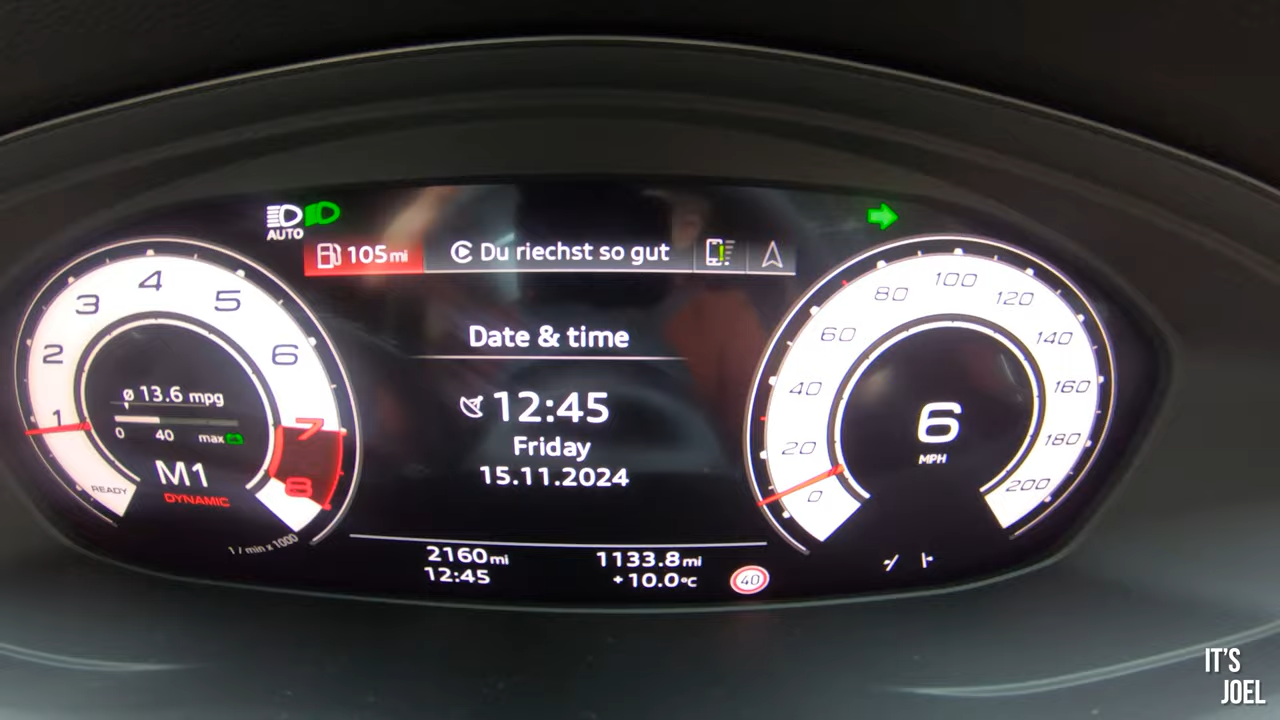 AUTO
105 mi
Du riechst so gut
1
2
3
4
5
6
7
8
ø 13.6 mpg
0 40 max
M1
DYNAMIC
READY
1 / min x 1000
Date & time
12:45
Friday
15.11.2024
2160 mi
12:45
1133.8 mi
+10.0°C
40
0
20
40
60
80
100
120
140
160
180
200
6
MPH
IT'S
JOEL